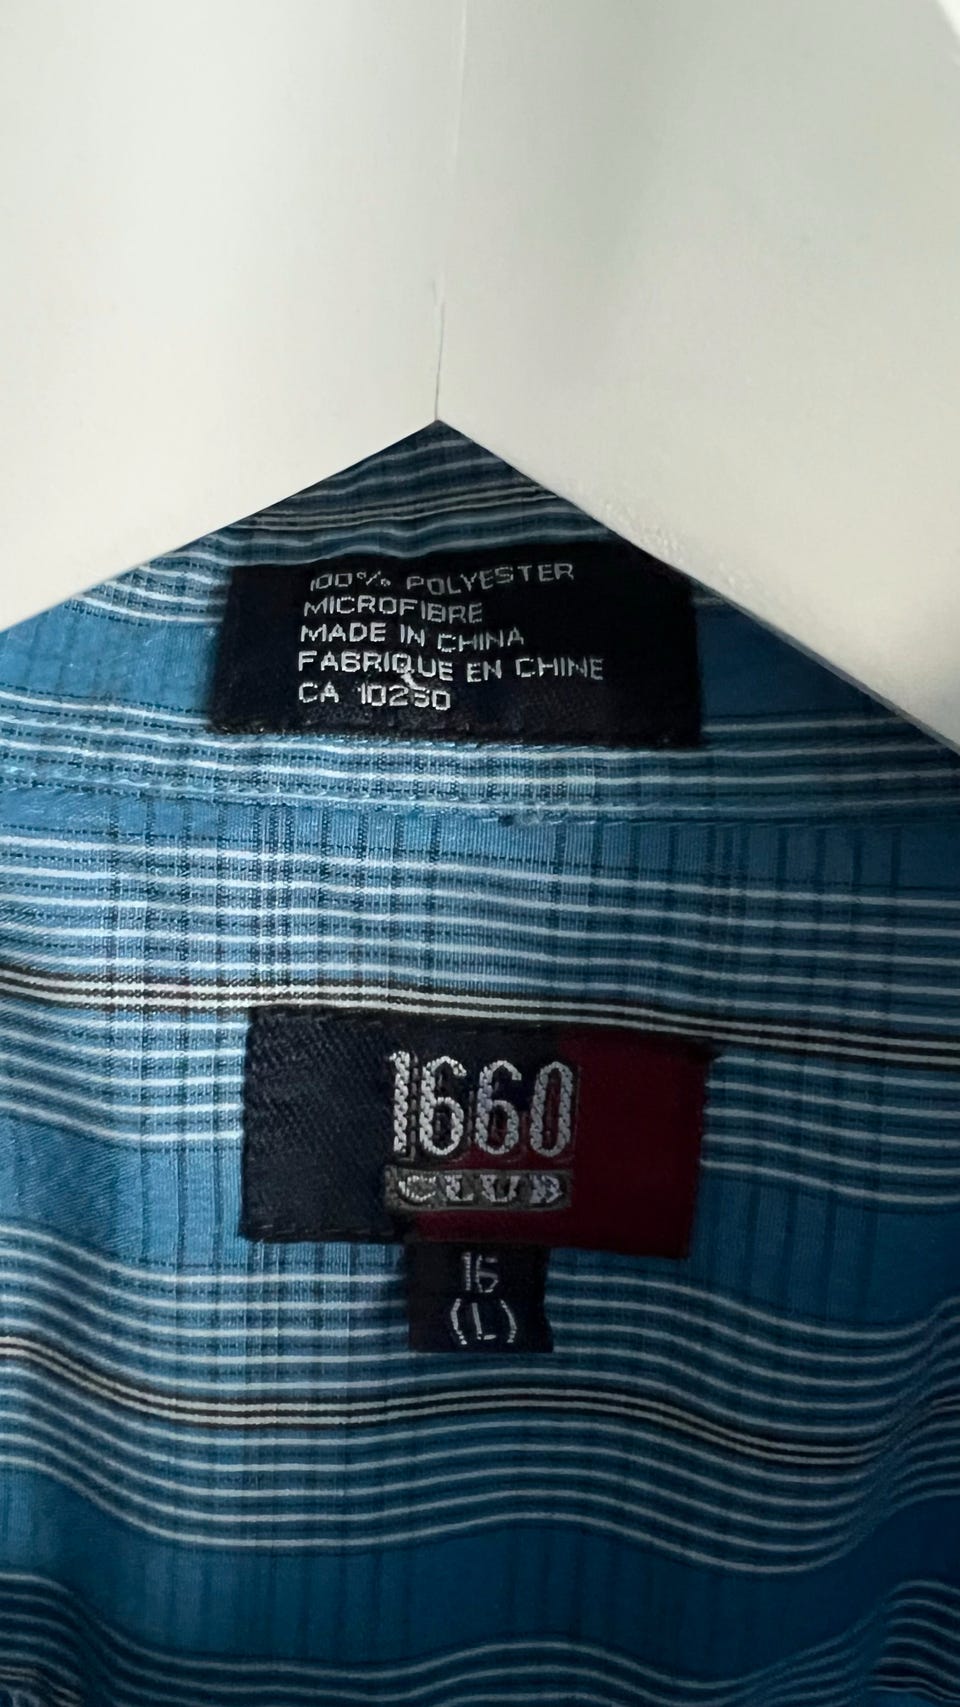 100% POLYESTER
MICROFIBRE
MADE IN CHINA
FABRIQUE EN CHINE
CA 10250
1660
CLUB
16
(L)